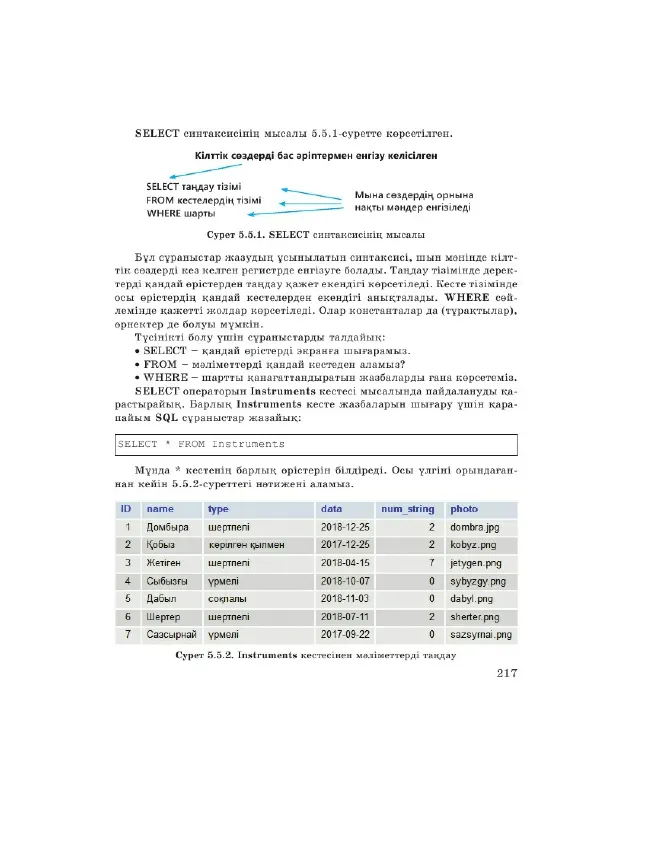 SELECT синтаксисінің мысалы 5.5.1-суретте көрсетілген.
Кілттік сөздерді бас әріптермен енгізу келісілген
SELECT таңдау тізімі
FROM кестелердің тізімі
WHERE шарты
Мына сөздердің орнына
нақты мәндер енгізіледі
Сурет 5.5.1. SELECT синтаксисінің мысалы
Бұл сұраныстар жазудың ұсынылатын синтаксисі, шын мәнінде кілт-
тік сөздерді кез келген регистрде енгізуге болады. Таңдау тізімінде дерек-
терді қандай өрістерден таңдау қажет екендігі көрсетіледі. Кесте тізімінде
осы өрістердің қандай кестелерден екендігі анықталады. WHERE сөй-
лемінде қажетті жолдар көрсетіледі. Олар константалар да (тұрақтылар),
өрнектер де болуы мүмкін.
Түсінікті болу үшін сұраныстарды талдайық:
• SELECT – қандай өрістерді экранға шығарамыз.
• FROM – мәліметтерді қандай кестеден аламыз?
• WHERE – шартты қанағаттандыратын жазбаларды ғана көрсетеміз.
SELECT операторын Instruments кестесі мысалында пайдалануды қа-
растырайық. Барлық Instruments кесте жазбаларын шығару үшін қара-
пайым SQL сұраныстар жазайық:
SELECT * FROM Instruments
Мұнда * кестенің барлық өрістерін білдіреді. Осы үлгіні орындаған-
нан кейін 5.5.2-суреттегі нәтижені аламыз.
ID name type data num_string photo
1 Домбыра шертпелі 2018-12-25 2 dombra.jpg
2 Қобыз керілген қылмен 2017-12-25 2 kobyz.png
3 Жетіген шертпелі 2018-04-15 7 jetygen.png
4 Сыбызғы үрмелі 2018-10-07 0 sybyzgy.png
5 Дабыл соқпалы 2018-11-03 0 dabyl.png
6 Шертер шертпелі 2018-07-11 2 sherter.png
7 Сазсырнай үрмелі 2017-09-22 0 sazsyrnai.png
Сурет 5.5.2. Instruments кестесінен мәліметтерді таңдау
217